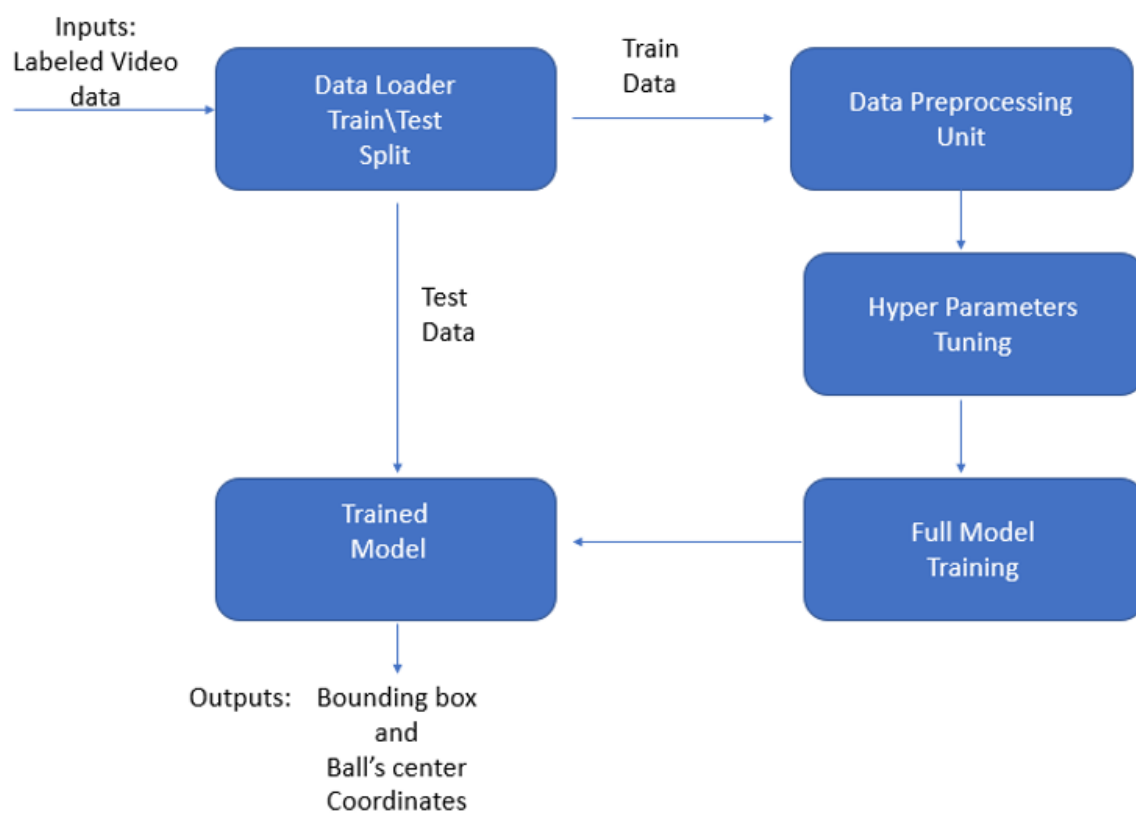 Inputs:
Labeled Video
data
Data Loader
Train\Test
Split
Train
Data
Data Preprocessing
Unit
Test
Data
Hyper Parameters
Tuning
Trained
Model
Full Model
Training
Outputs: Bounding box
and
Ball’s center
Coordinates